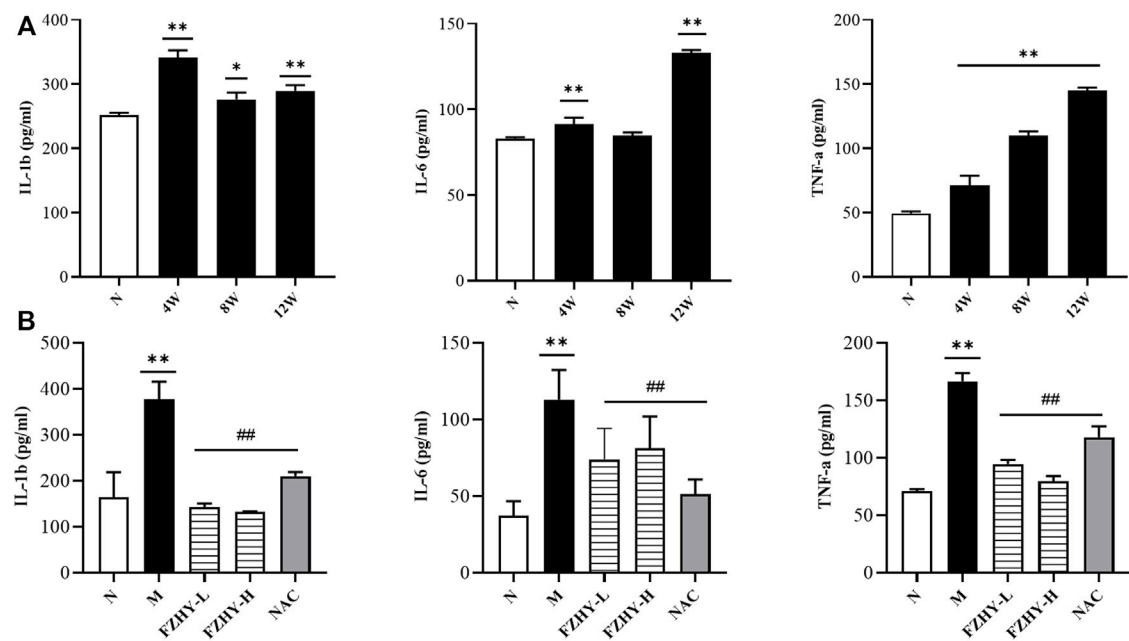 A
IL-1b (pg/ml)
400
300
200
100
0
**
*
**
N
4W
8W
12W
IL-6 (pg/ml)
150
100
50
0
**
**
N
4W
8W
12W
TNF-a (pg/ml)
200
150
100
50
0
**
N
4W
8W
12W
B
IL-1b (pg/ml)
500
400
300
200
100
0
**
##
N
M
FZHY-L
FZHY-H
NAC
IL-6 (pg/ml)
150
100
50
0
**
##
N
M
FZHY-L
FZHY-H
NAC
TNF-a (pg/ml)
200
150
100
50
0
**
##
N
M
FZHY-L
FZHY-H
NAC